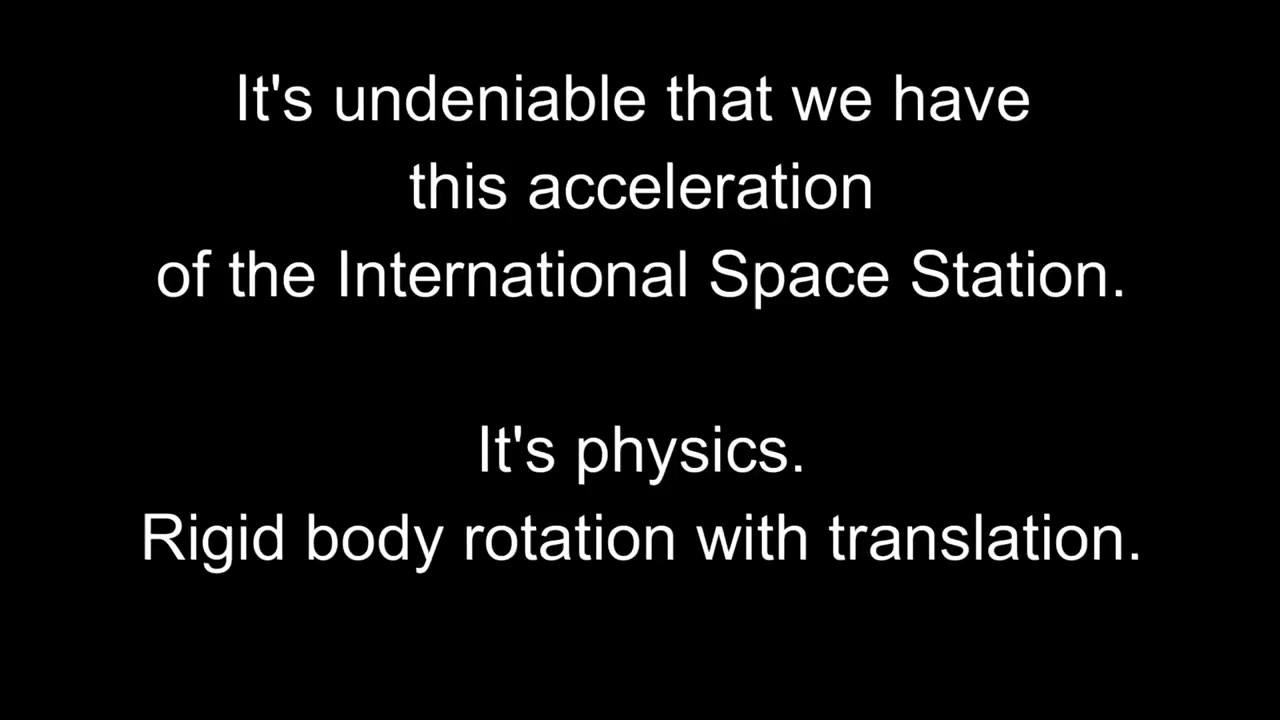 It's undeniable that we have
this acceleration
of the International Space Station.
It's physics.
Rigid body rotation with translation.